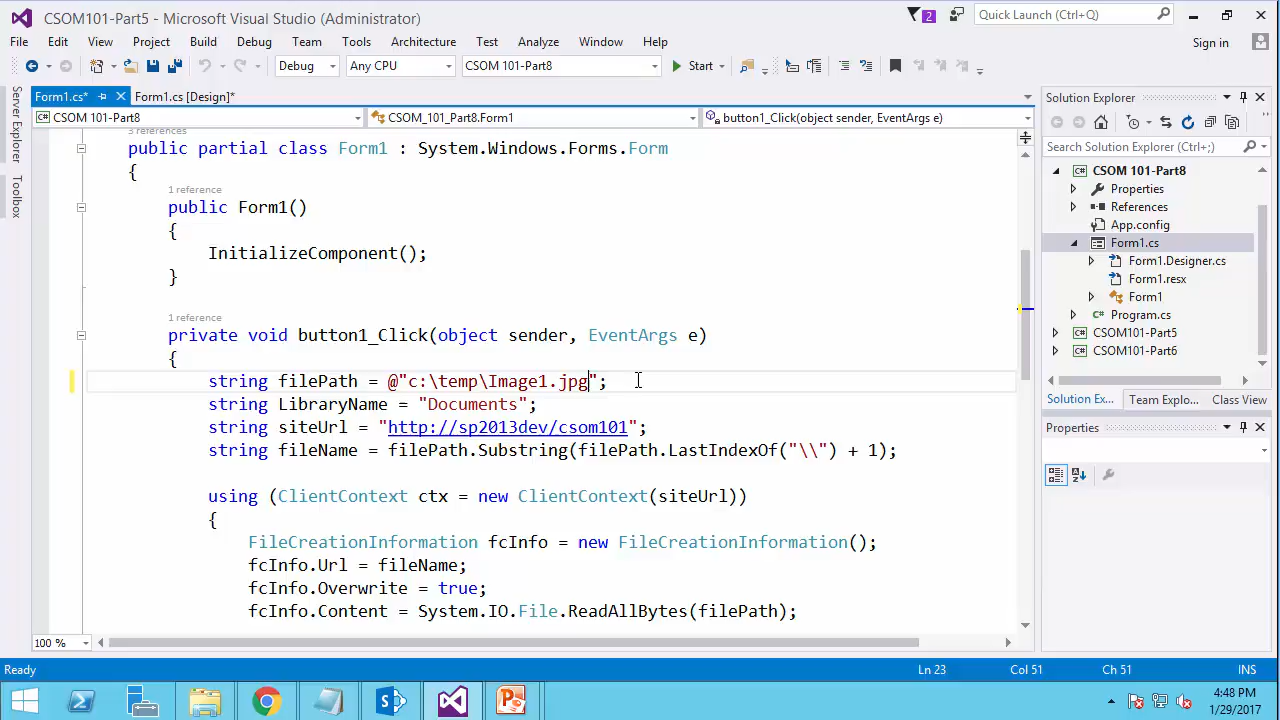 CSOM101-Part5 - Microsoft Visual Studio (Administrator)
2
Quick Launch (Ctrl+Q)
File Edit View Project Build Debug Team Tools Architecture Test Analyze Window Help
Sign in
Debug Any CPU CSOM 101-Part8 Start
Server Explorer
Toolbox
Form1.cs* Form1.cs [Design]*
CSOM 101-Part8 CSOM_101_Part8.Form1 button1_Click(object sender, EventArgs e)
3 references
public partial class Form1 : System.Windows.Forms.Form
{
1 reference
public Form1()
{
InitializeComponent();
}
1 reference
private void button1_Click(object sender, EventArgs e)
{
string filePath = @"c:\temp\Image1.jpg";
string LibraryName = "Documents";
string siteUrl = "http://sp2013dev/csom101";
string fileName = filePath.Substring(filePath.LastIndexOf("\\") + 1);
using (ClientContext ctx = new ClientContext(siteUrl))
{
FileCreationInformation fcInfo = new FileCreationInformation();
fcInfo.Url = fileName;
fcInfo.Overwrite = true;
fcInfo.Content = System.IO.File.ReadAllBytes(filePath);
100 %
Solution Explorer
Search Solution Explorer (Ctrl+;)
CSOM 101-Part8
Properties
References
App.config
Form1.cs
Form1.Designer.cs
Form1.resx
Form1
Program.cs
CSOM101-Part5
CSOM101-Part6
Solution Ex... Team Explo... Class View
Properties
Ready Ln 23 Col 51 Ch 51 INS
4:48 PM
1/29/2017